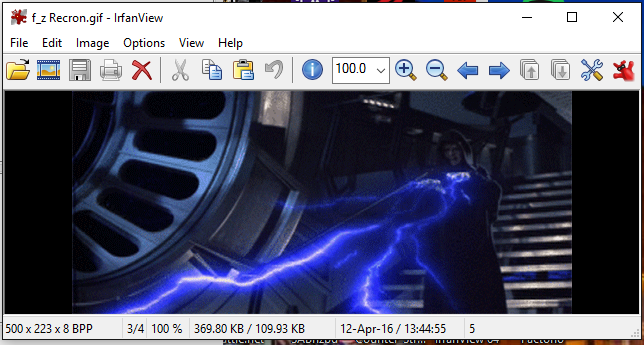 f_z Recron.gif - IrfanView
File Edit Image Options View Help
100.0
500 x 223 x 8 BPP 3/4 100 % 369.80 KB / 109.93 KB 12-Apr-16 / 13:44:55 5